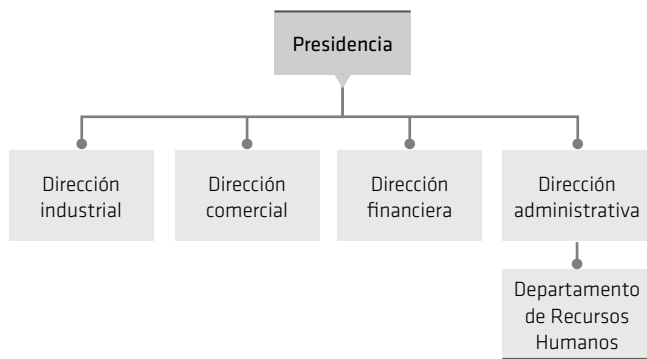 Presidencia
Dirección
industrial
Dirección
comercial
Dirección
financiera
Dirección
administrativa
Departamento
de Recursos
Humanos